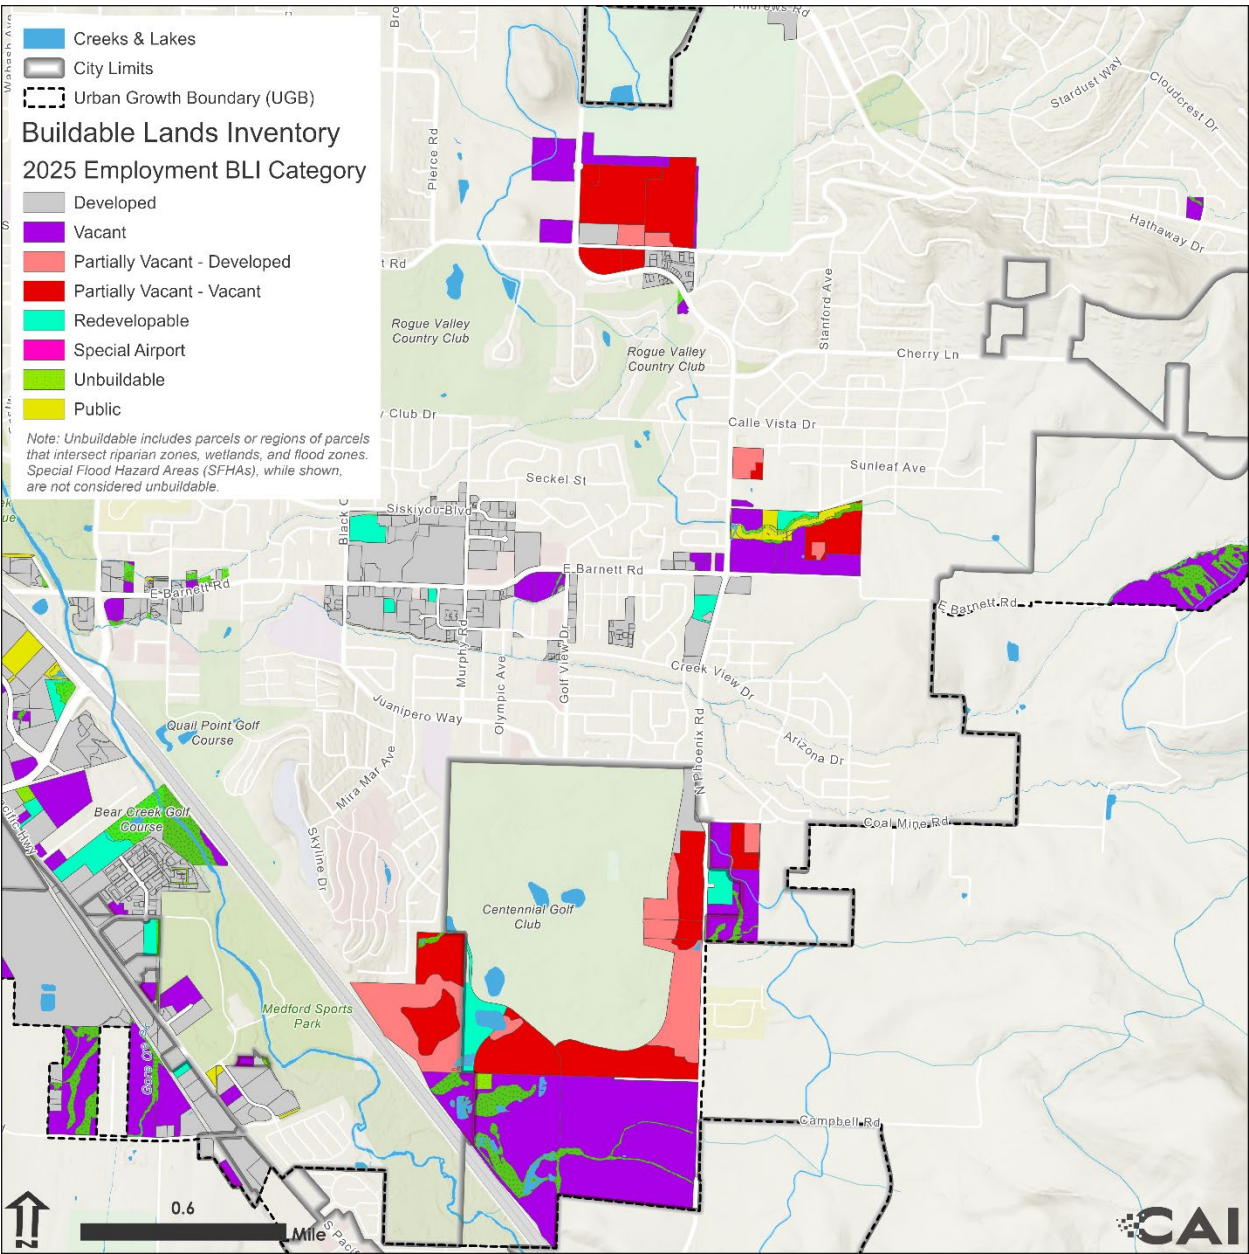 Creeks & Lakes
City Limits
Urban Growth Boundary (UGB)
Buildable Lands Inventory
2025 Employment BLI Category
Developed
Vacant
Partially Vacant - Developed
Partially Vacant - Vacant
Redevelopable
Special Airport
Unbuildable
Public
Note: Unbuildable includes parcels or regions of parcels
that intersect riparian zones, wetlands, and flood zones.
Special Flood Hazard Areas (SFHAs), while shown,
are not considered unbuildable.
Andrews Rd
Stardust Way
Cloudcrest Dr
Pierce Rd
Hathaway Dr
t Rd
Stanford Ave
Rogue Valley
Country Club
Rogue Valley
Country Club
Cherry Ln
Club Dr
Calle Vista Dr
Seckel St
Sunleaf Ave
Siskiyou Blvd
E Barnett Rd
E Barnett Rd
E Barnett Rd
Murphy Rd
Olympic Ave
Golf View Dr
Creek View Dr
Juanipero Way
Quail Point Golf
Course
N Phoenix Rd
Arizona Dr
Mira Mar Ave
Bear Creek Golf
Course
Skyline Dr
Coal Mine Rd
cific Hwy
Centennial Golf
Club
Medford Sports
Park
Campbell Rd
0.6
Mile
N
S Pacif
CAI